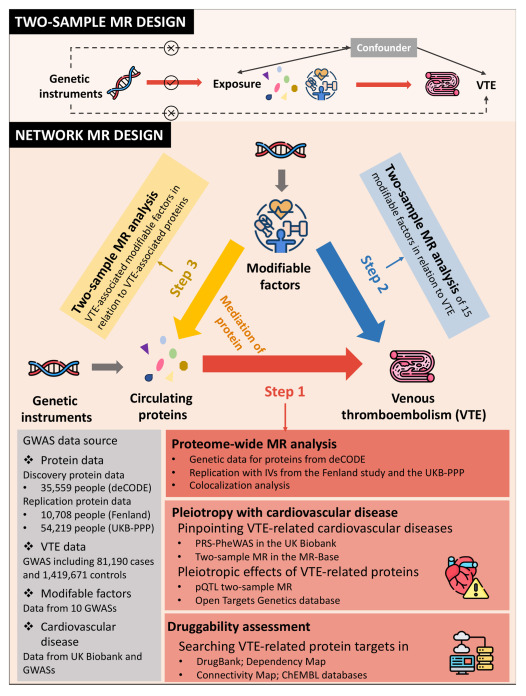 TWO-SAMPLE MR DESIGN
Confounder
Genetic
instruments
Exposure
VTE
NETWORK MR DESIGN
Two-sample MR analysis
VTE-associated modifiable factors in
relation to VTE-associated proteins
Step 3
Modifiable
factors
Step 2
Two-sample MR analysis of 15
modifiable factors in relation to VTE
Mediation of
protein
Genetic
instruments
Circulating
proteins
Step 1
Venous
thromboembolism (VTE)
GWAS data source
❖ Protein data
Discovery protein data
• 35,559 people (deCODE)
Replication protein data
• 10,708 people (Fenland)
• 54,219 people (UKB-PPP)
❖ VTE data
GWAS including 81,190 cases
and 1,419,671 controls
❖ Modifable factors
Data from 10 GWASs
❖ Cardiovascular
disease
Data from UK Biobank and
GWASs
Proteome-wide MR analysis
• Genetic data for proteins from deCODE
• Replication with IVs from the Fenland study and the UKB-PPP
• Colocalization analysis
Pleiotropy with cardiovascular disease
Pinpointing VTE-related cardiovascular diseases
• PRS-PheWAS in the UK Biobank
• Two-sample MR in the MR-Base
Pleiotropic effects of VTE-related proteins
• pQTL two-sample MR
• Open Targets Genetics database
Druggability assessment
Searching VTE-related protein targets in
• DrugBank; Dependency Map
• Connectivity Map; ChEMBL databases